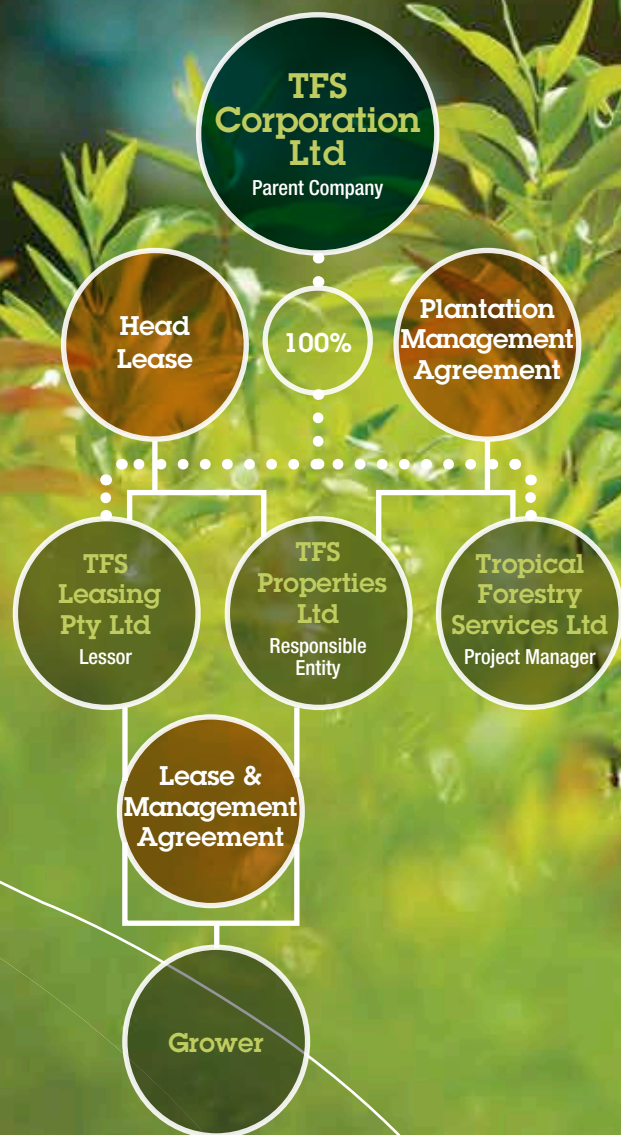 TFS
Corporation
Ltd
Parent Company
Head
Lease
100%
Plantation
Management
Agreement
TFS
Leasing
Pty Ltd
Lessor
TFS
Properties
Ltd
Responsible
Entity
Tropical
Forestry
Services Ltd
Project Manager
Lease &
Management
Agreement
Grower